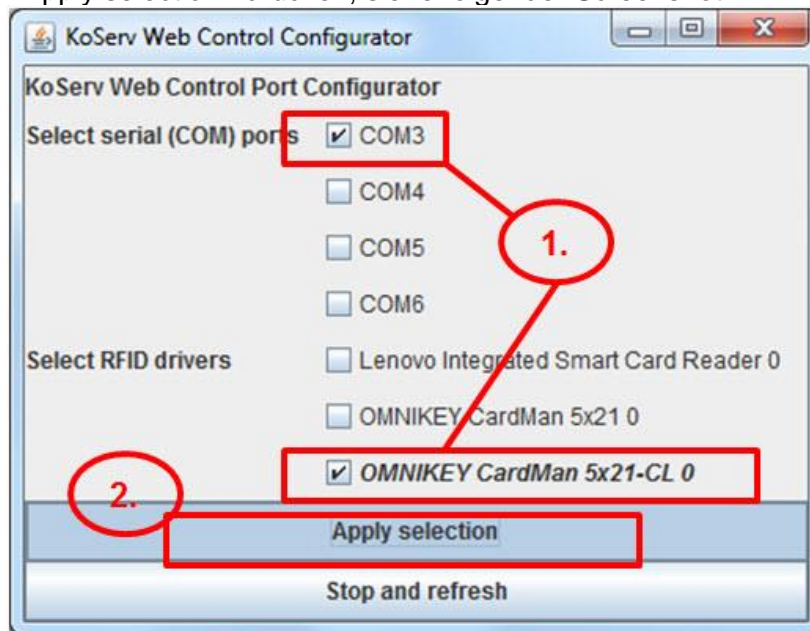 KoServ Web Control Configurator
KoServ Web Control Port Configurator
Select serial (COM) ports COM3
COM4
COM5
1.
COM6
Select RFID drivers Lenovo Integrated Smart Card Reader 0
OMNIKEY CardMan 5x21 0
OMNIKEY CardMan 5x21-CL 0
2.
Apply selection
Stop and refresh